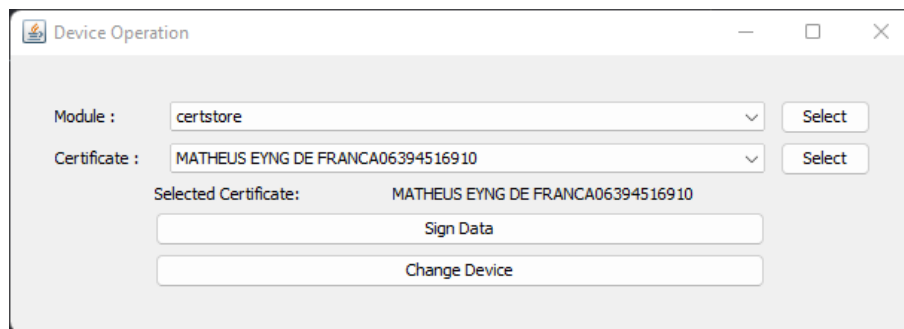 Device Operation
Module : certstore Select
Certificate : MATHEUS EYNG DE FRANCA06394516910 Select
Selected Certificate: MATHEUS EYNG DE FRANCA06394516910
Sign Data
Change Device